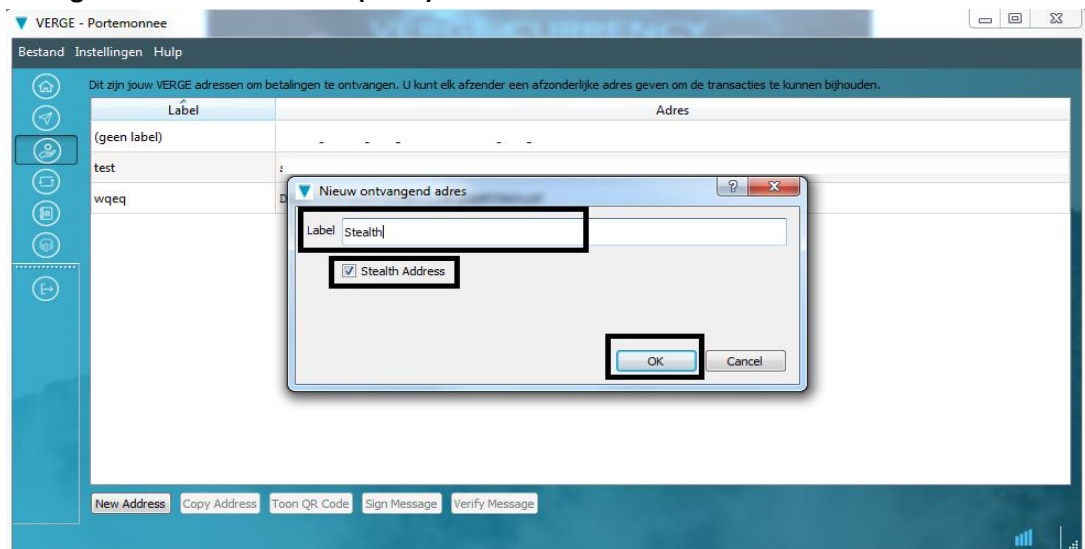 VERGE - Portemonnee
Bestand Instellingen Hulp
Dit zijn jouw VERGE adressen om betalingen te ontvangen. U kunt elk afzender een afzonderlijke adres geven om de transacties te kunnen bijhouden.
Label Adres
(geen label)
test
wqeq D
Nieuw ontvangend adres
Label Stealth
Stealth Address
OK Cancel
New Address Copy Address Toon QR Code Sign Message Verify Message